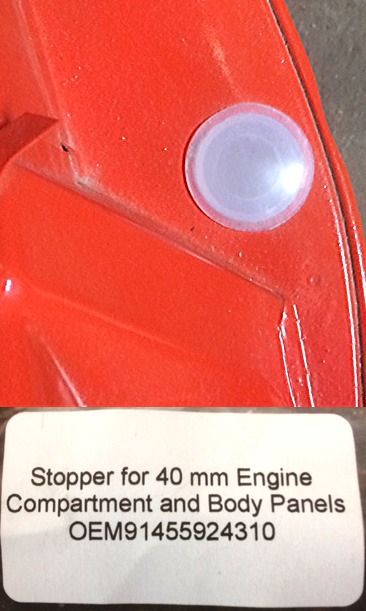 Stopper for 40 mm Engine
Compartment and Body Panels
OEM91455924310